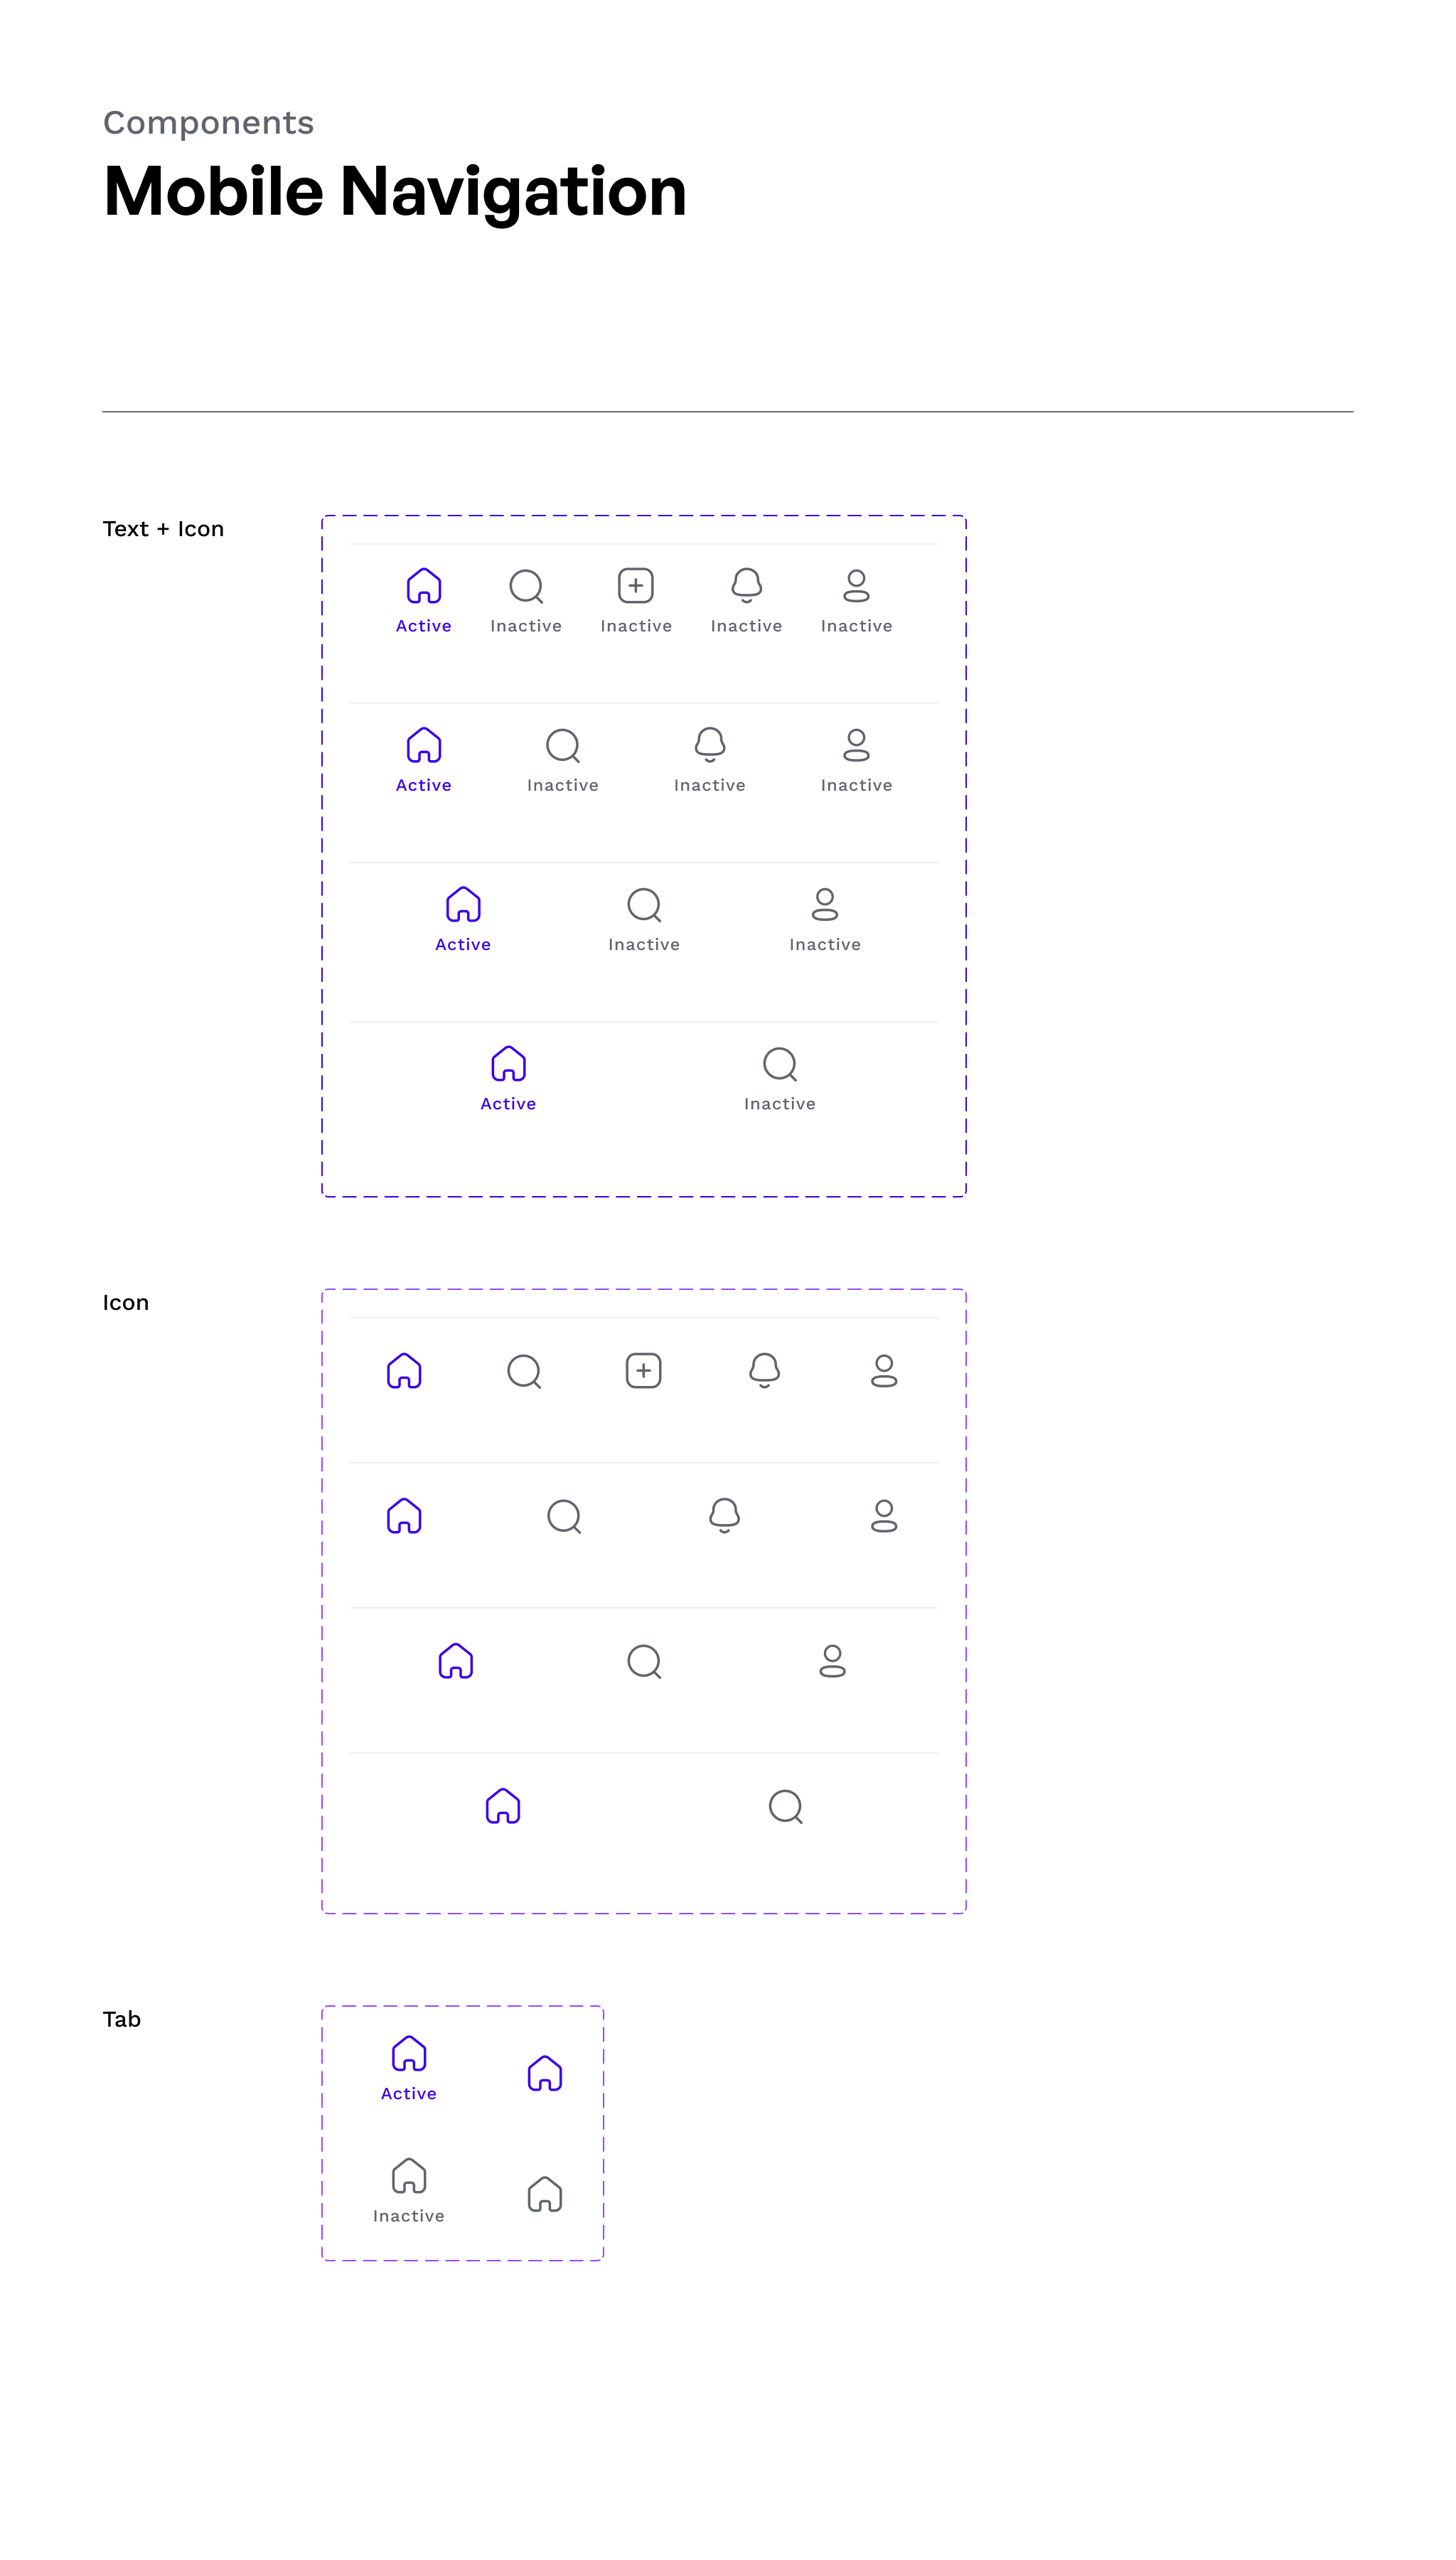 Components
Mobile Navigation
Text + Icon
Active Inactive Inactive Inactive Inactive
Active Inactive Inactive Inactive
Active Inactive Inactive
Active Inactive
Icon
Tab
Active
Inactive